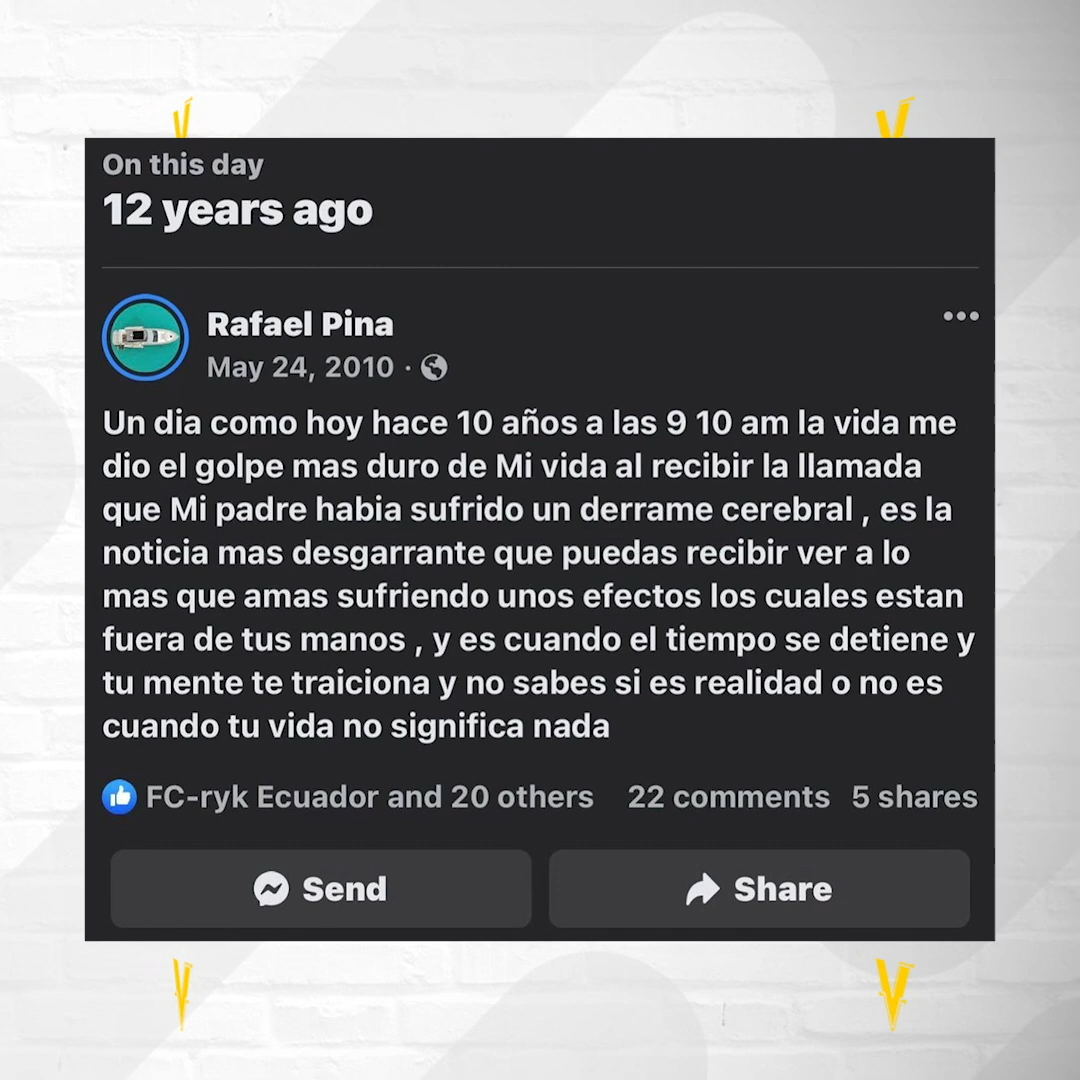 On this day
12 years ago
Rafael Pina
May 24, 2010 ·
Un dia como hoy hace 10 años a las 9 10 am la vida me
dio el golpe mas duro de Mi vida al recibir la llamada
que Mi padre habia sufrido un derrame cerebral , es la
noticia mas desgarrante que puedas recibir ver a lo
mas que amas sufriendo unos efectos los cuales estan
fuera de tus manos , y es cuando el tiempo se detiene y
tu mente te traiciona y no sabes si es realidad o no es
cuando tu vida no significa nada
FC-ryk Ecuador and 20 others 22 comments 5 shares
Send Share